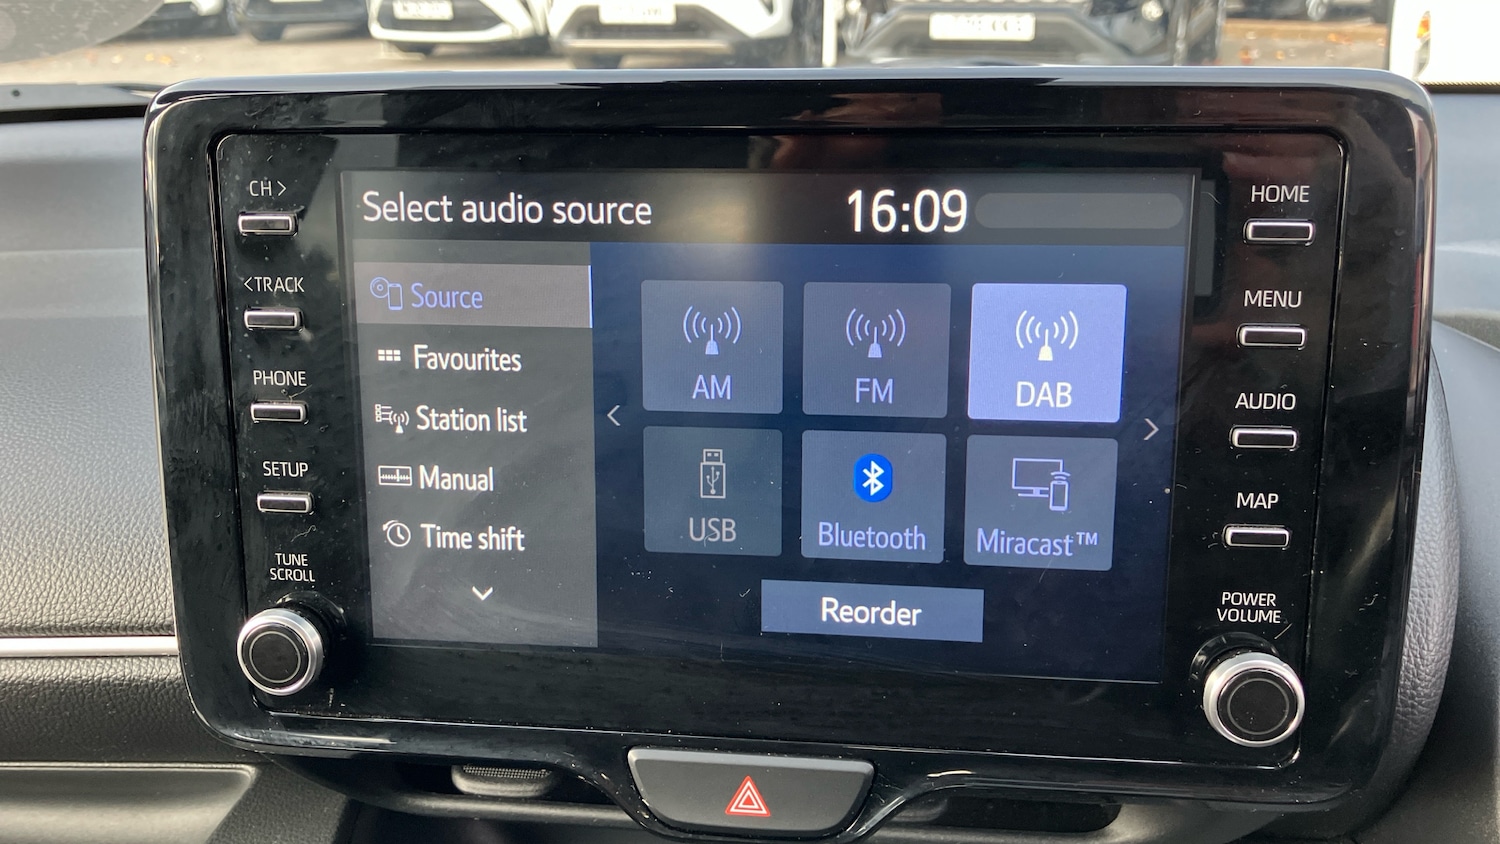 CH >
< TRACK
PHONE
SETUP
TUNE
SCROLL
Select audio source
16:09
Source
Favourites
Station list
Manual
Time shift
AM
FM
DAB
USB
Bluetooth
Miracast™
Reorder
HOME
MENU
AUDIO
MAP
POWER
VOLUME